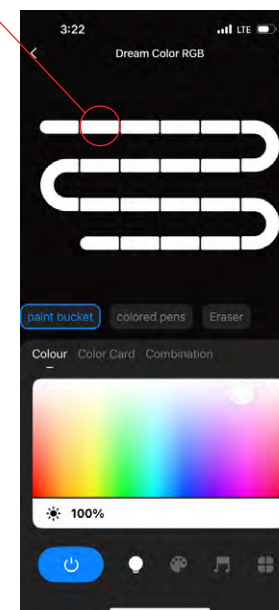 3:22 LTE
Dream Color RGB
paint bucket colored pens Eraser
Colour Color Card Combination
100%